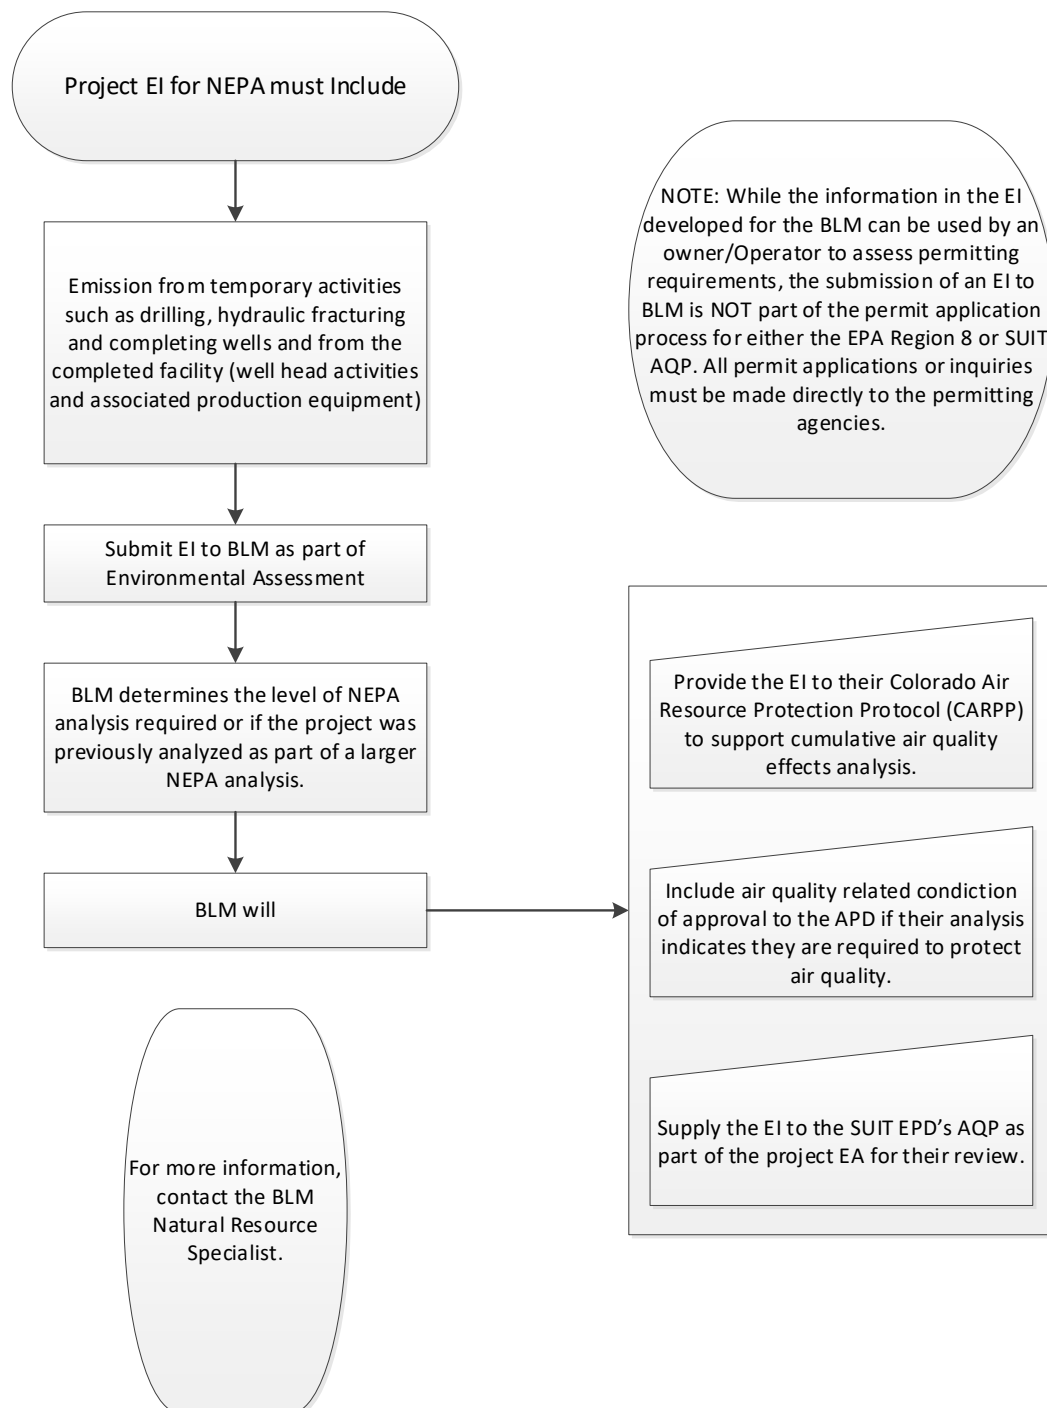 Project EI for NEPA must Include
Emission from temporary activities
such as drilling, hydraulic fracturing
and completing wells and from the
completed facility (well head activities
and associated production equipment)
Submit EI to BLM as part of
Environmental Assessment
BLM determines the level of NEPA
analysis required or if the project was
previously analyzed as part of a larger
NEPA analysis.
BLM will
For more information,
contact the BLM
Natural Resource
Specialist.
NOTE: While the information in the EI
developed for the BLM can be used by an
owner/Operator to assess permitting
requirements, the submission of an EI to
BLM is NOT part of the permit application
process for either the EPA Region 8 or SUIT
AQP. All permit applications or inquiries
must be made directly to the permitting
agencies.
Provide the EI to their Colorado Air
Resource Protection Protocol (CARPP)
to support cumulative air quality
effects analysis.
Include air quality related condiction
of approval to the APD if their analysis
indicates they are required to protect
air quality.
Supply the EI to the SUIT EPD’s AQP as
part of the project EA for their review.